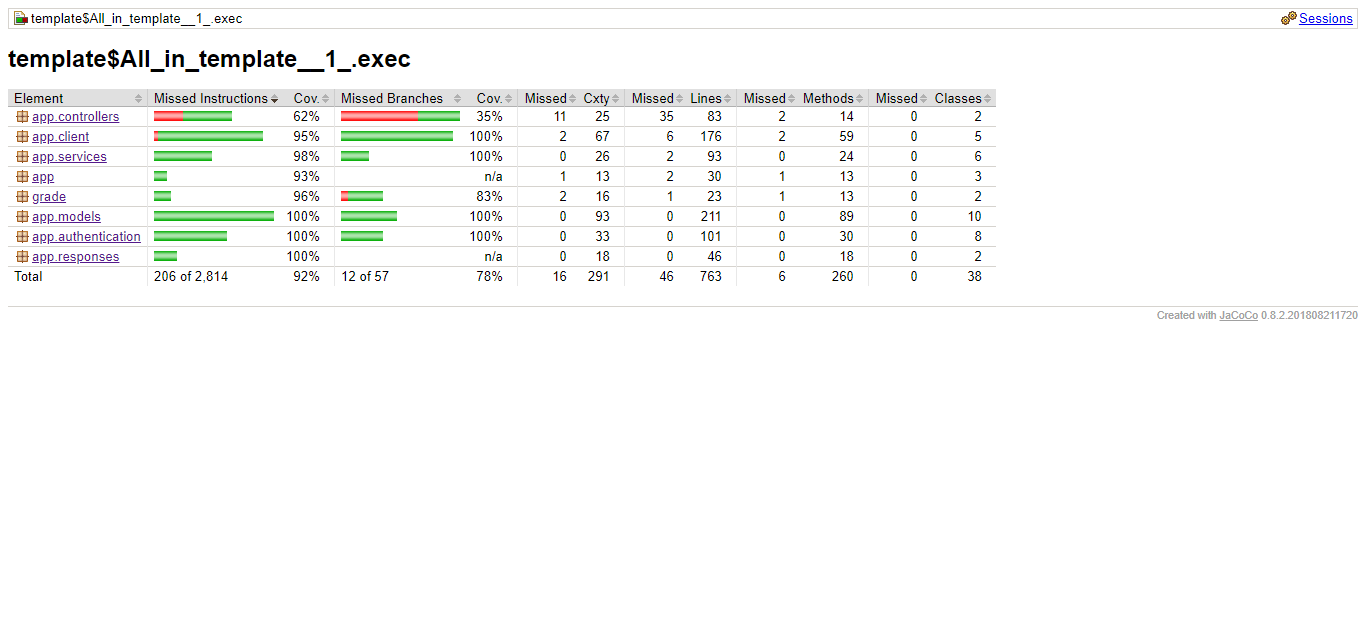 template$All_in_template__1_.exec Sessions
template$All_in_template__1_.exec
Element Missed Instructions Cov. Missed Branches Cov. Missed Cxty Missed Lines Missed Methods Missed Classes
app.controllers 62% 35% 11 25 35 83 2 14 0 2
app.client 95% 100% 2 67 6 176 2 59 0 5
app.services 98% 100% 0 26 2 93 0 24 0 6
app 93% n/a 1 13 2 30 1 13 0 3
grade 96% 83% 2 16 1 23 1 13 0 2
app.models 100% 100% 0 93 0 211 0 89 0 10
app.authentication 100% 100% 0 33 0 101 0 30 0 8
app.responses 100% n/a 0 18 0 46 0 18 0 2
Total 206 of 2,814 92% 12 of 57 78% 16 291 46 763 6 260 0 38
Created with JaCoCo 0.8.2.201808211720